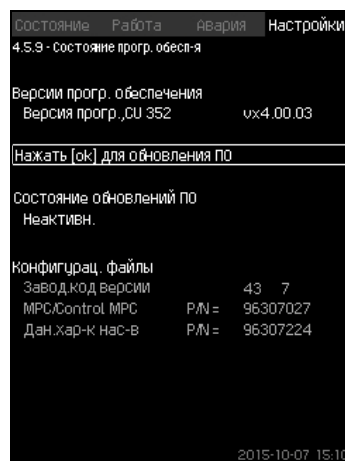 Состояние Работа Авария Настройки
4.5.9 - Состояние прогр. обесп-я
Версии прогр. обеспечения
Версия прогр.,CU 352 vx4.00.03
Нажать [ok] для обновления ПО
Состояние обновлений ПО
Неактивн.
Конфигурац. файлы
Завод.код версии 43 7
MPC/Control MPC P/N = 96307027
Дан.хар-к нас-в P/N = 96307224
2015-10-07 15:10